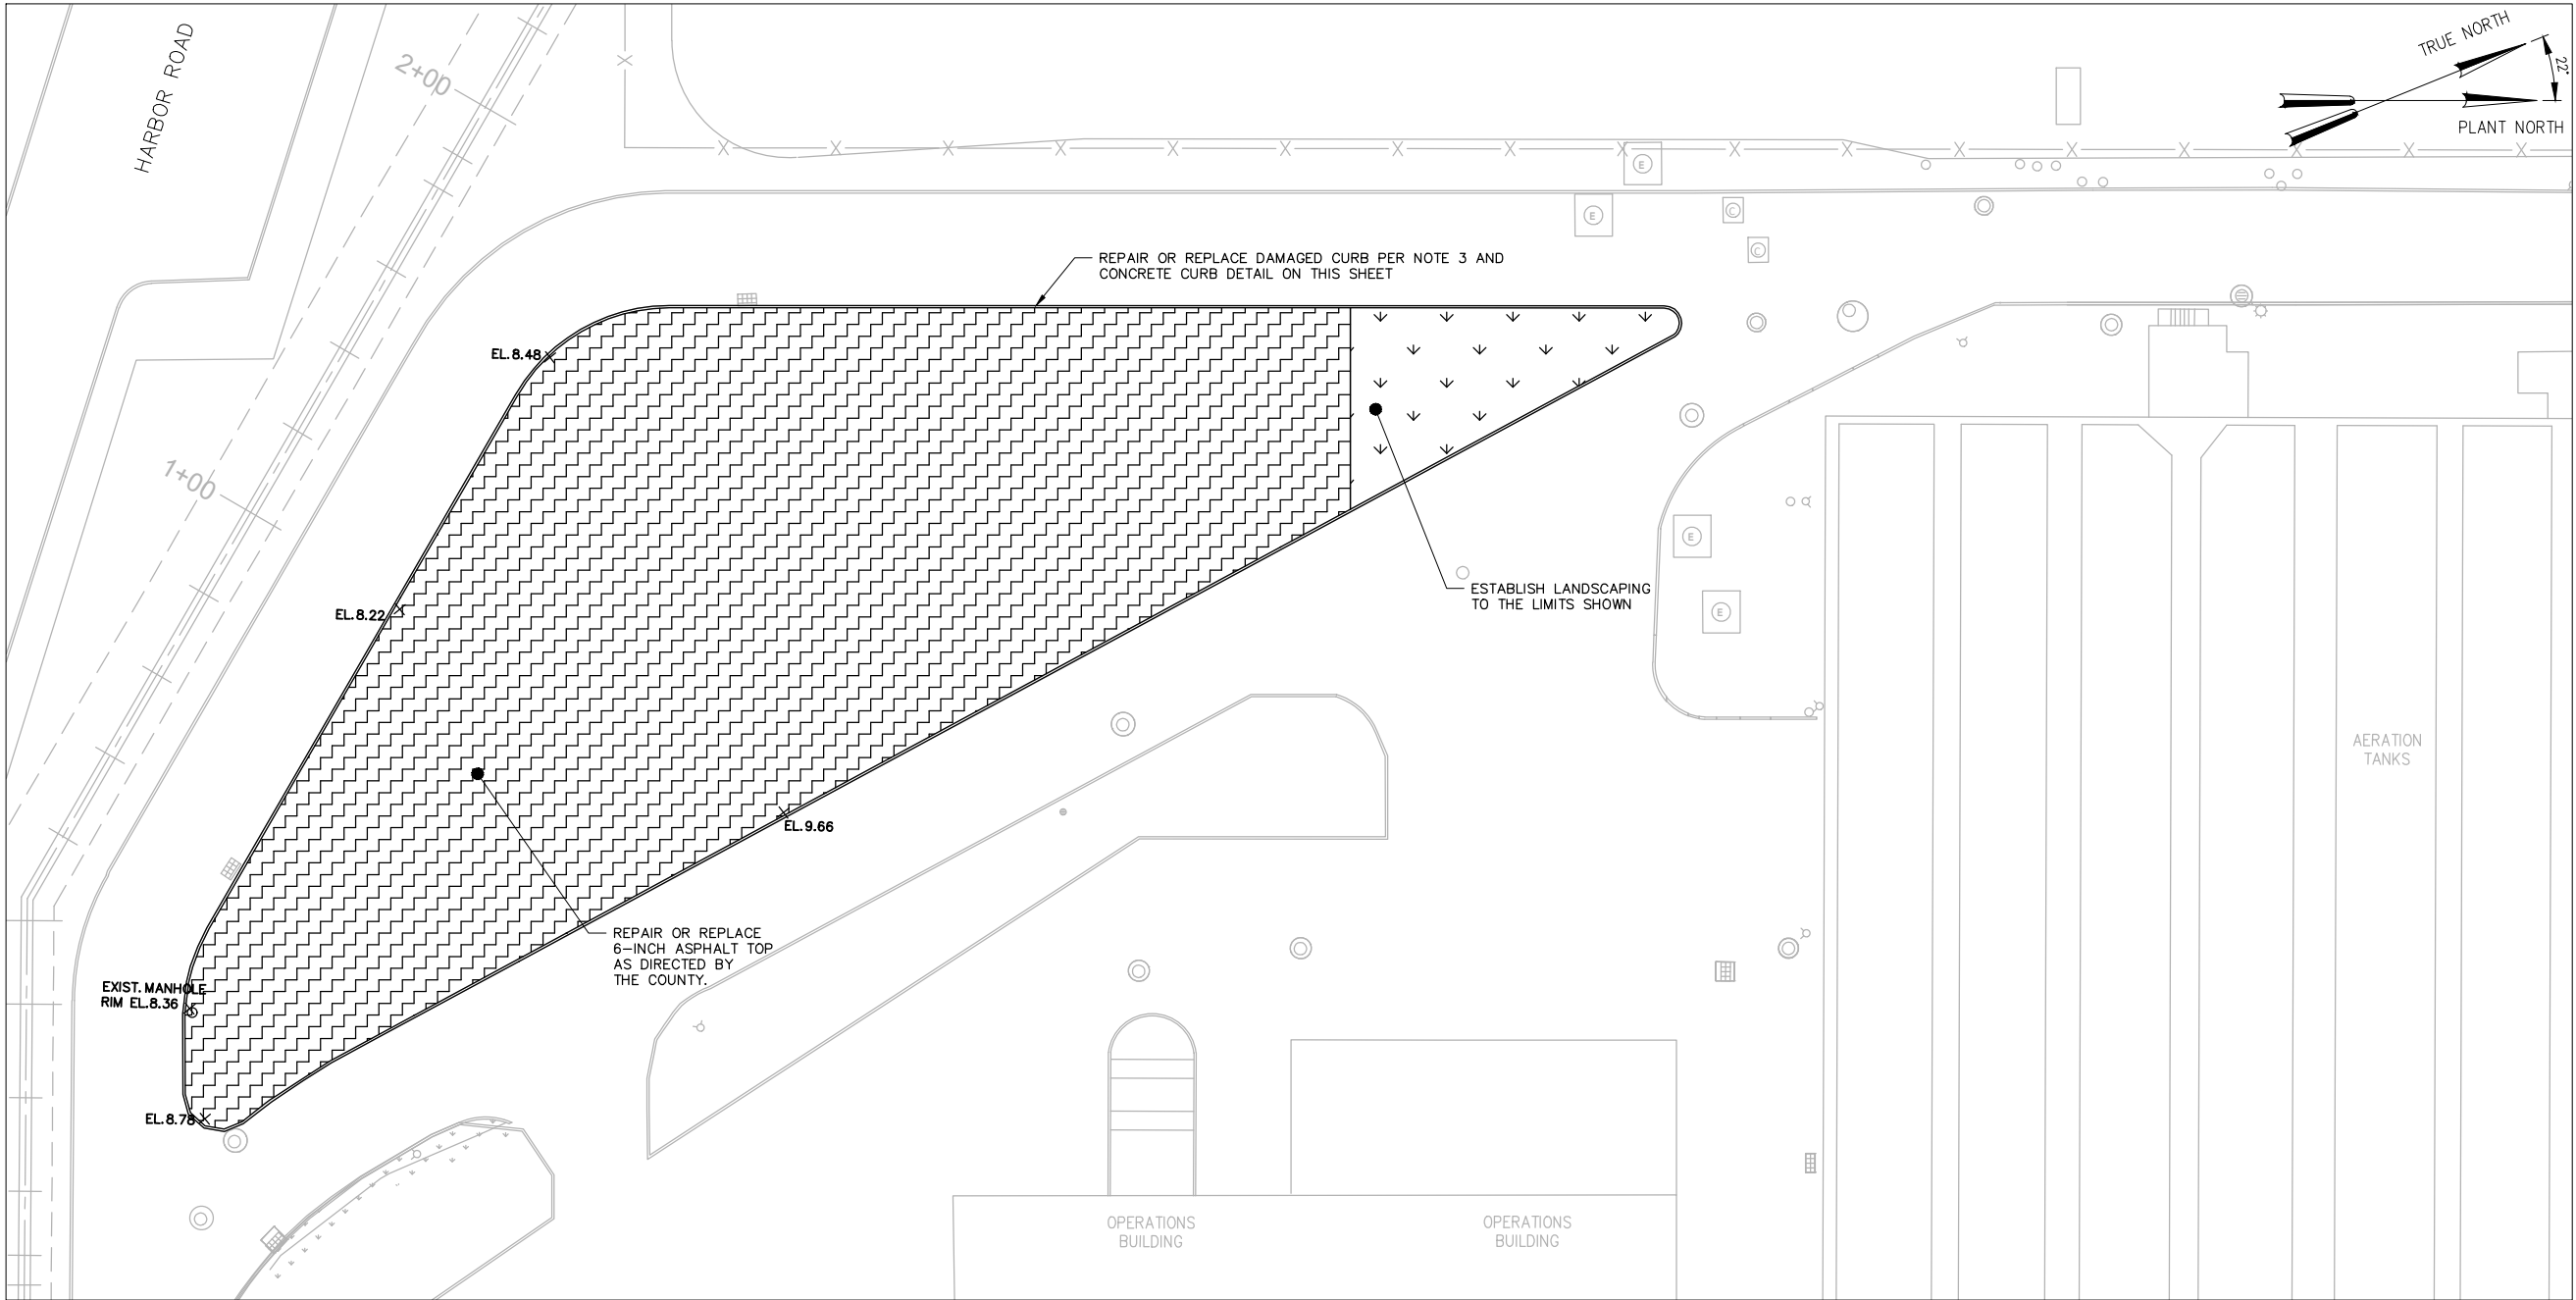 HARBOR ROAD
2+00
TRUE NORTH
22°
PLANT NORTH
E
E
C
C
REPAIR OR REPLACE DAMAGED CURB PER NOTE 3 AND
CONCRETE CURB DETAIL ON THIS SHEET
EL.8.48
1+00
E
ESTABLISH LANDSCAPING
TO THE LIMITS SHOWN
E
EL.8.22
AERATION
TANKS
EL.9.66
REPAIR OR REPLACE
6-INCH ASPHALT TOP
AS DIRECTED BY
THE COUNTY.
EXIST. MANHOLE
RIM EL.8.36
EL.8.78
OPERATIONS
BUILDING
OPERATIONS
BUILDING